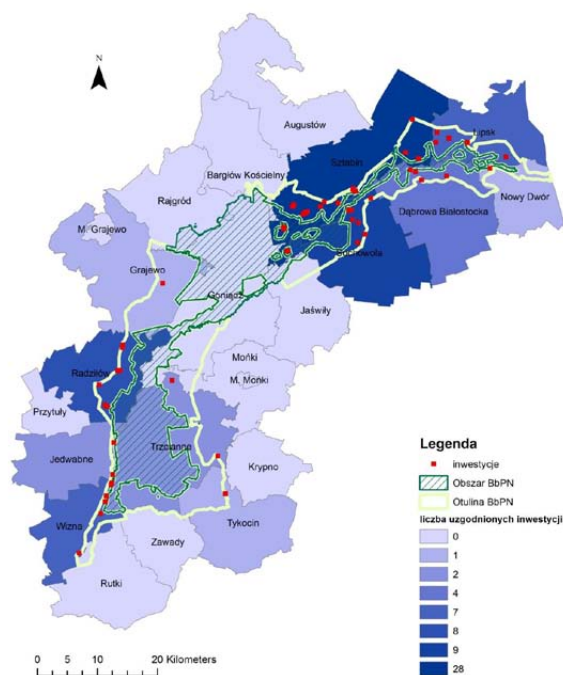 N
Augustów
Lipsk
Sztabin
Bargłów Kościelny
Nowy Dwór
Rajgród
Dąbrowa Białostocka
M. Grajewo
Suchowola
Grajewo
Goniądz
Jaświły
Mońki
Radziłów
M. Mońki
Przytuły
Trzcianne
Jedwabne
Krypno
Wizna
Tykocin
Zawady
Rutki
Legenda
inwestycje
Obszar BbPN
Otulina BbPN
liczba uzgodnionych inwestycji
0
1
2
4
7
8
9
28
0 5 10 20 Kilometers